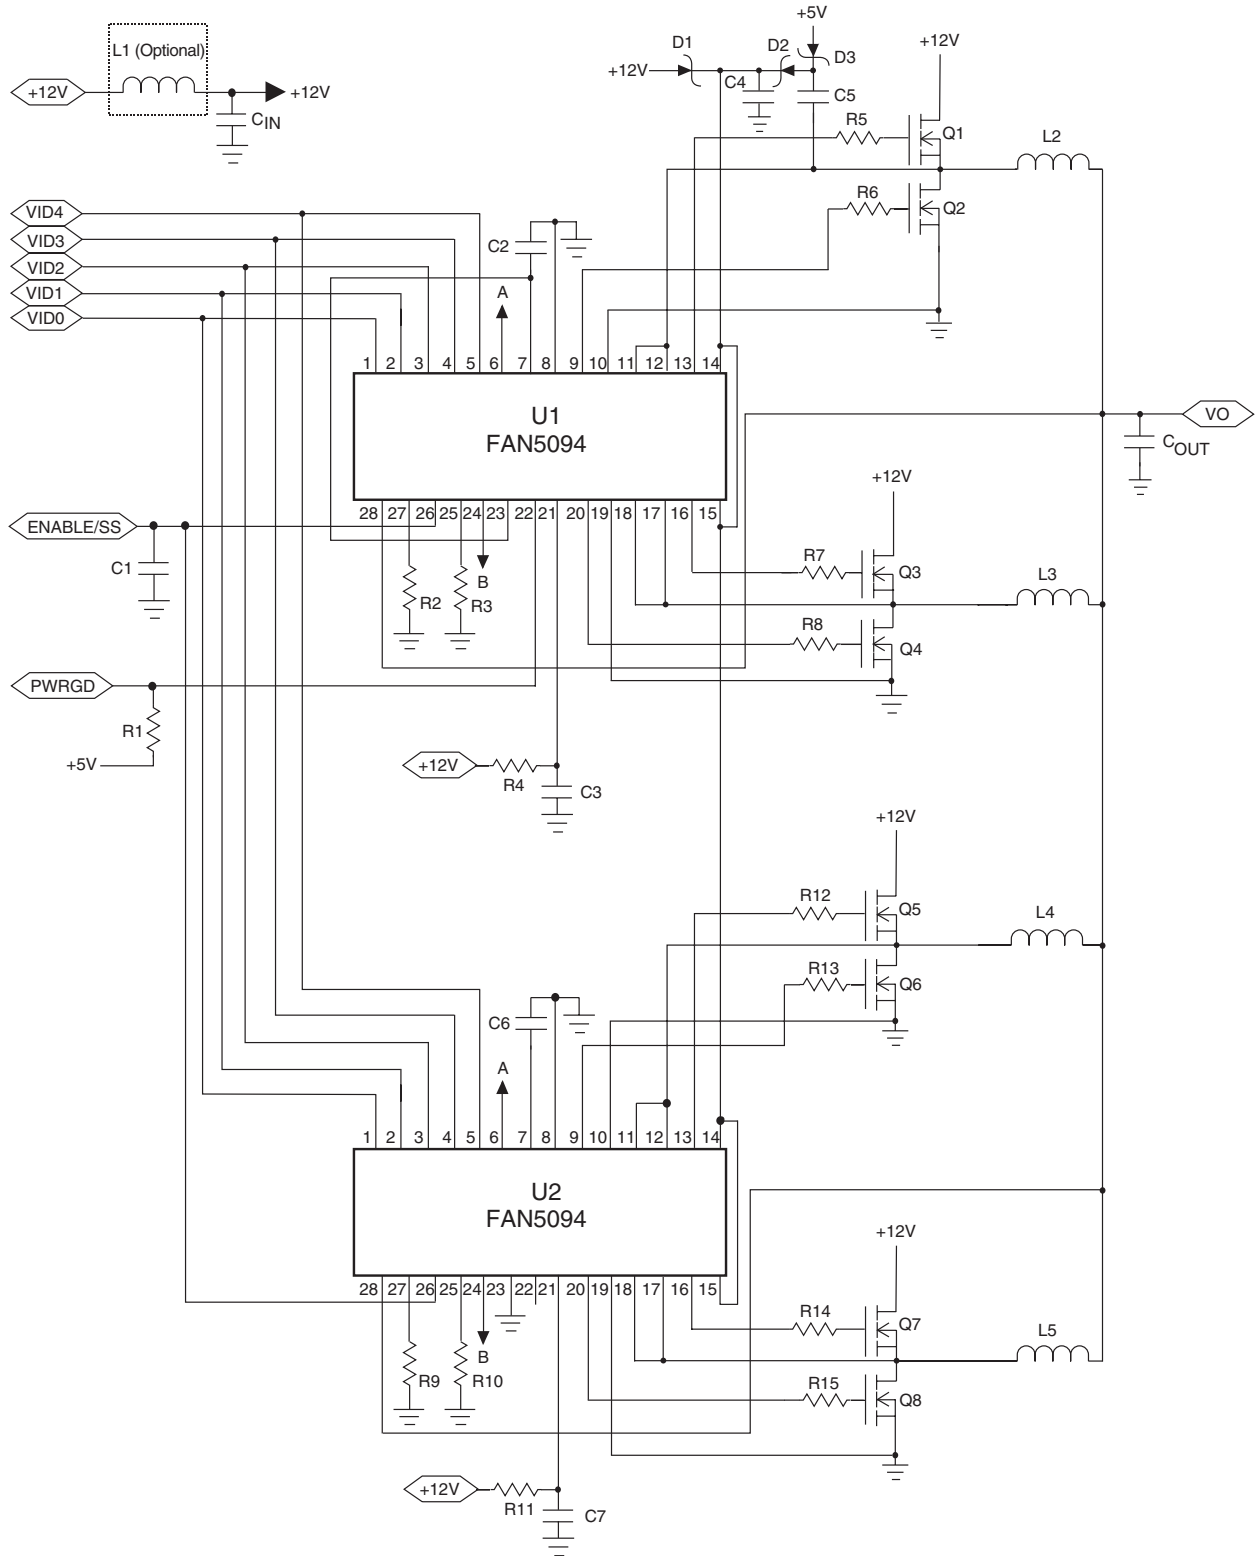 +5V
D1
D2
+12V
L1 (Optional)
D3
+12V
C4
+12V
+12V
C5
CIN
R5
Q1
L2
R6
Q2
VID4
VID3
VID2
VID1
VID0
C2
A
1 2 3 4 5 6 7 8 9 10 11 12 13 14
U1
FAN5094
VO
COUT
+12V
28 27 26 25 24 23 22 21 20 19 18 17 16 15
ENABLE/SS
C1
R7
Q3
L3
B
R2
R3
R8
Q4
PWRGD
R1
+5V
+12V
R4
C3
+12V
R12
Q5
L4
R13
Q6
C6
A
1 2 3 4 5 6 7 8 9 10 11 12 13 14
U2
FAN5094
+12V
28 27 26 25 24 23 22 21 20 19 18 17 16 15
R14
Q7
L5
B
R9
R10
R15
Q8
+12V
R11
C7